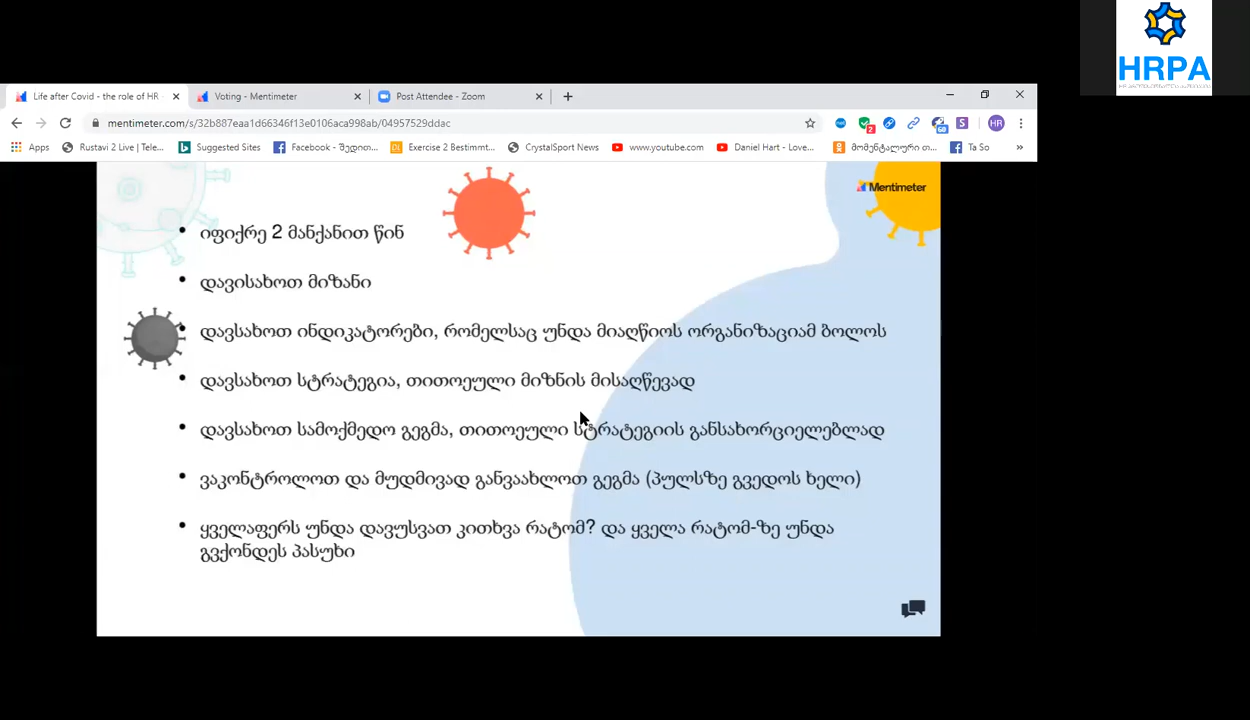 HRPA
Life after Covid - the role of HR -
Voting - Mentimeter
Post Attendee - Zoom
mentimeter.com/s/32b887eaa1d66346f13e0106aca998ab/04957529ddac
2
60
S
HR
Apps
Rustavi 2 Live | Tele...
Suggested Sites
Facebook - შედით...
Exercise 2 Bestimmt...
CrystalSport News
www.youtube.com
Daniel Hart - Love...
მომენტალური თ...
Ta So
»
Mentimeter
• იფიქრე 2 მანქანით წინ
• დავისახოთ მიზანი
• დავსახოთ ინდიკატორები, რომელსაც უნდა მიაღწიოს ორგანიზაციამ ბოლოს
• დავსახოთ სტრატეგია, თითოეული მიზნის მისაღწევად
• დავსახოთ სამოქმედო გეგმა, თითოეული სტრატეგიის განსახორციელებლად
• ვაკონტროლოთ და მუდმივად განვაახლოთ გეგმა (პულსზე გვედოს ხელი)
• ყველაფერს უნდა დავუსვათ კითხვა რატომ? და ყველა რატომ-ზე უნდა
გვქონდეს პასუხი